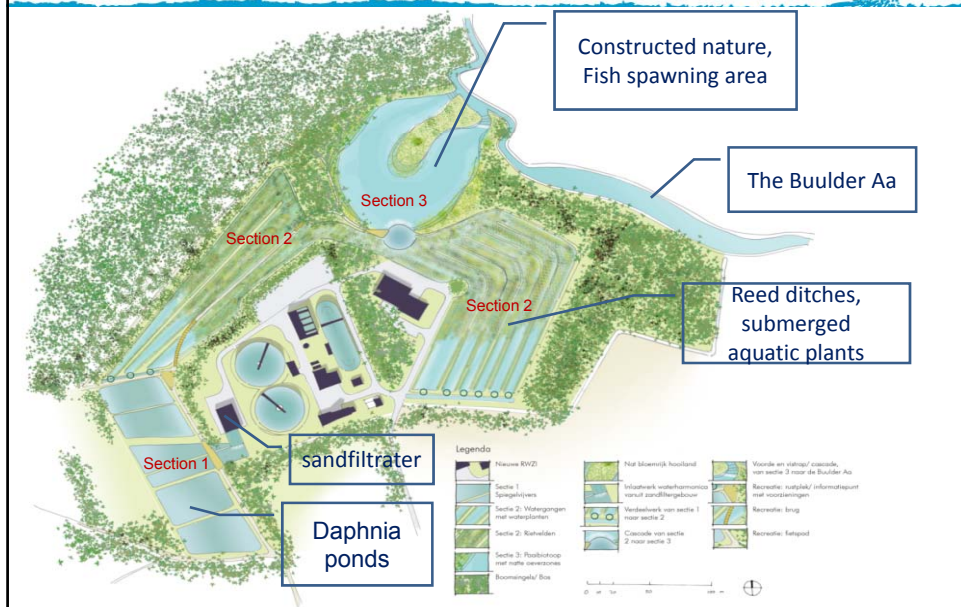 Constructed nature,
Fish spawning area
The Buulder Aa
Section 3
Section 2
Section 2
Reed ditches,
submerged
aquatic plants
Section 1
sandfiltrater
Daphnia
ponds
Legenda
Nieuwe RWZI
Sectie 1
Spiegelvijvers
Sectie 2: Watergangen
met waterplanten
Sectie 2: Rietvelden
Sectie 3: Paaibiotoop
met natte oeverzones
Boomsingels/ Bos
Nat bloemrijk hooiland
Inlaatwerk waterharmonica
vanuit zandfiltergebouw
Verdeelwerk van sectie 1
naar sectie 2
Cascade van sectie
2 naar sectie 3
Voorde en vistrap/ cascade,
van sectie 3 naar de Buulder Aa
Recreatie: rustplek/ informatiepunt
met voorzieningen
Recreatie: brug
Recreatie: fietspad